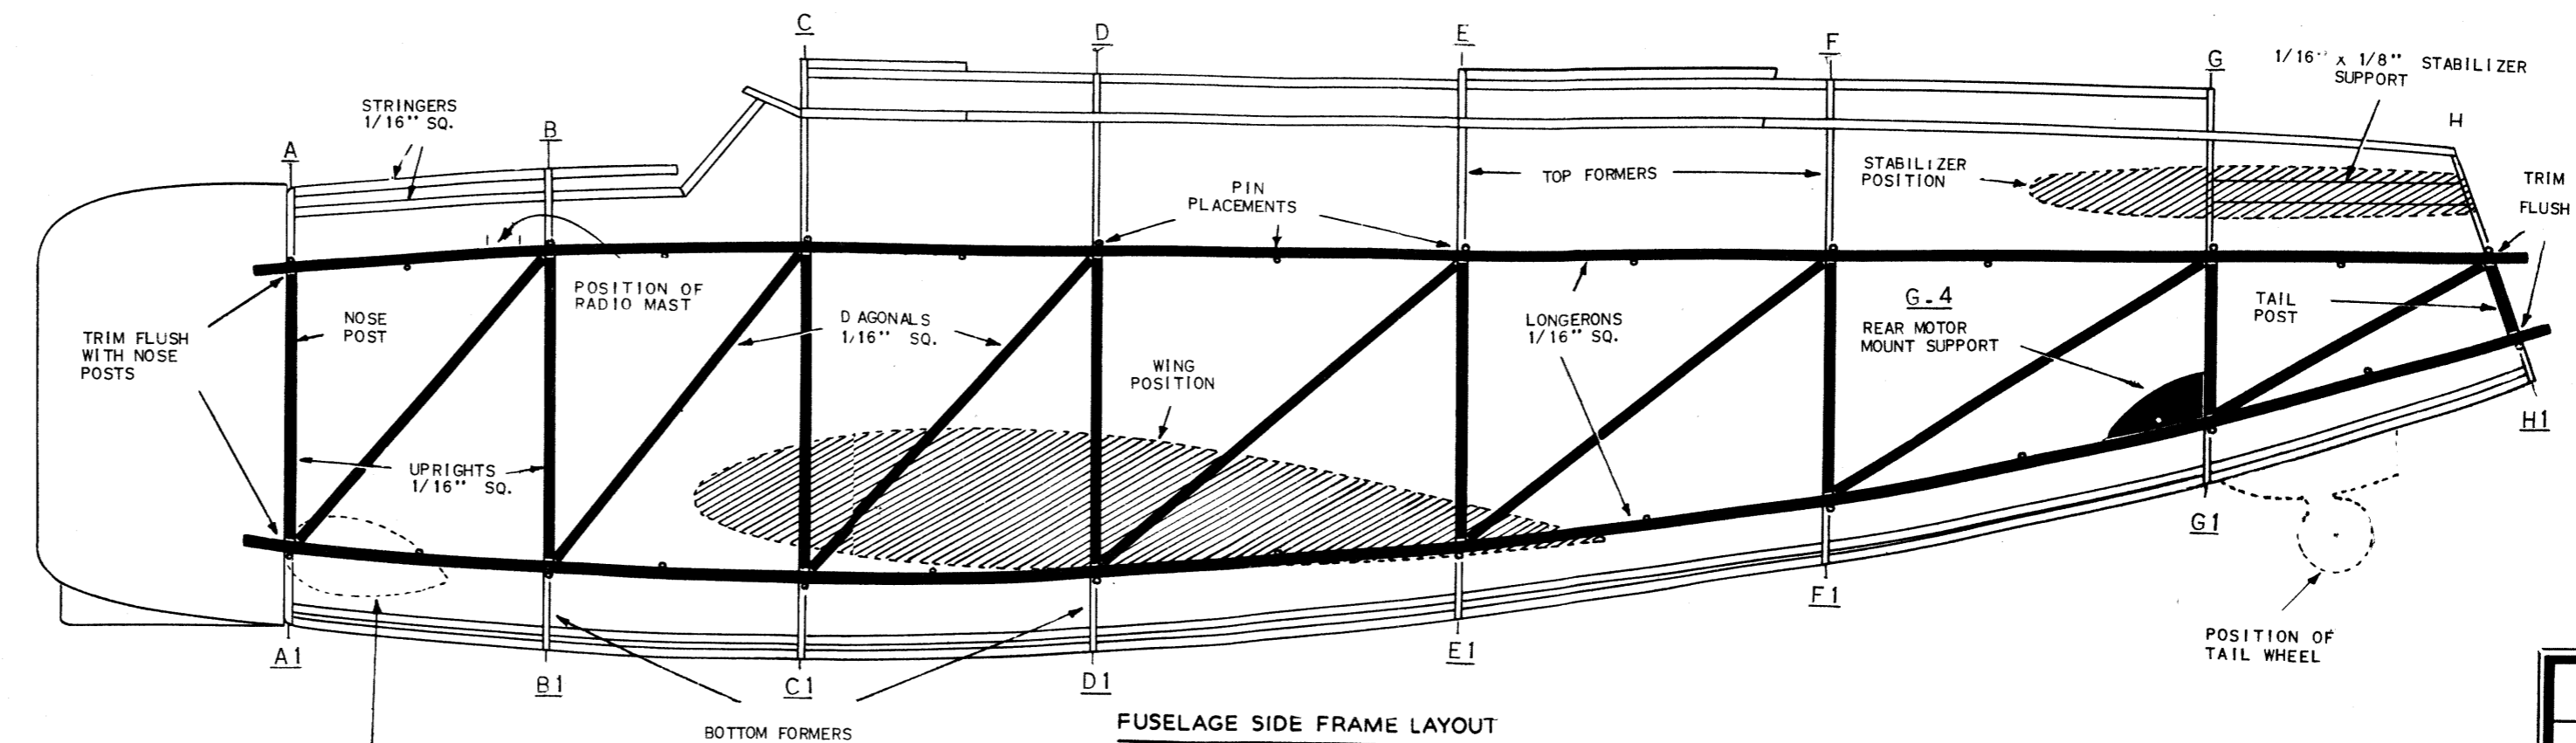 C
D
E
F
G
1/16" x 1/8" STABILIZER
SUPPORT
STRINGERS
1/16" SQ.
A
B
H
TOP FORMERS
STABILIZER
POSITION
PIN
PLACEMENTS
TRIM
FLUSH
POSITION OF
RADIO MAST
NOSE
POST
D AGONALS
1/16" SQ.
LONGERONS
1/16" SQ.
G-4
REAR MOTOR
MOUNT SUPPORT
TAIL
POST
TRIM FLUSH
WITH NOSE
POSTS
WING
POSITION
UPRIGHTS
1/16" SQ.
H1
G1
F1
E1
D1
C1
B1
A1
POSITION OF
TAIL WHEEL
BOTTOM FORMERS
FUSELAGE SIDE FRAME LAYOUT